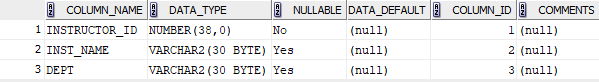 COLUMN_NAME DATA_TYPE NULLABLE DATA_DEFAULT COLUMN_ID COMMENTS
1 INSTRUCTOR_ID NUMBER(38,0) No (null) 1 (null)
2 INST_NAME VARCHAR2(30 BYTE) Yes (null) 2 (null)
3 DEPT VARCHAR2(30 BYTE) Yes (null) 3 (null)